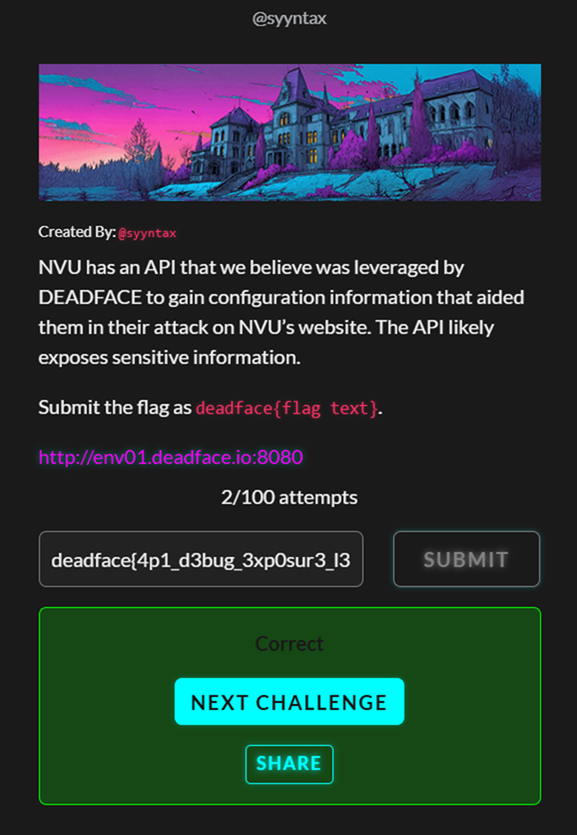 @syyntax
Created By: @syyntax
NVU has an API that we believe was leveraged by
DEADFACE to gain configuration information that aided
them in their attack on NVU’s website. The API likely
exposes sensitive information.
Submit the flag as deadface{flag text}.
http://env01.deadface.io:8080
2/100 attempts
deadface{4p1_d3bug_3xp0sur3_l3
SUBMIT
Correct
NEXT CHALLENGE
SHARE